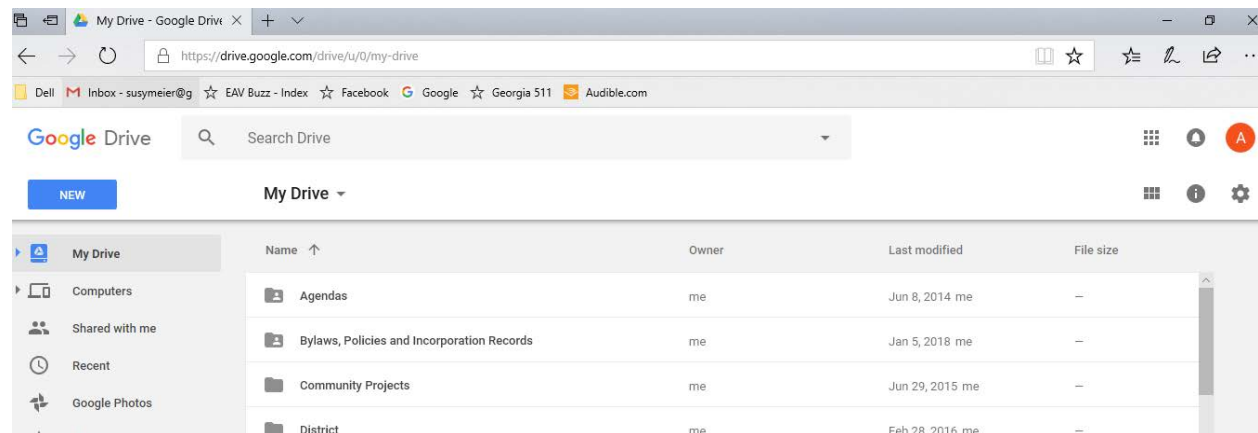 My Drive - Google Drive
https://drive.google.com/drive/u/0/my-drive
Dell Inbox - susymeier@g EAV Buzz - Index Facebook Google Georgia 511 Audible.com
Google Drive Search Drive A
NEW My Drive
My Drive Name Owner Last modified File size
Computers Agendas me Jun 8, 2014 me —
Shared with me Bylaws, Policies and Incorporation Records me Jan 5, 2018 me —
Recent Community Projects me Jun 29, 2015 me —
Google Photos
District me Feb 28, 2016 me —